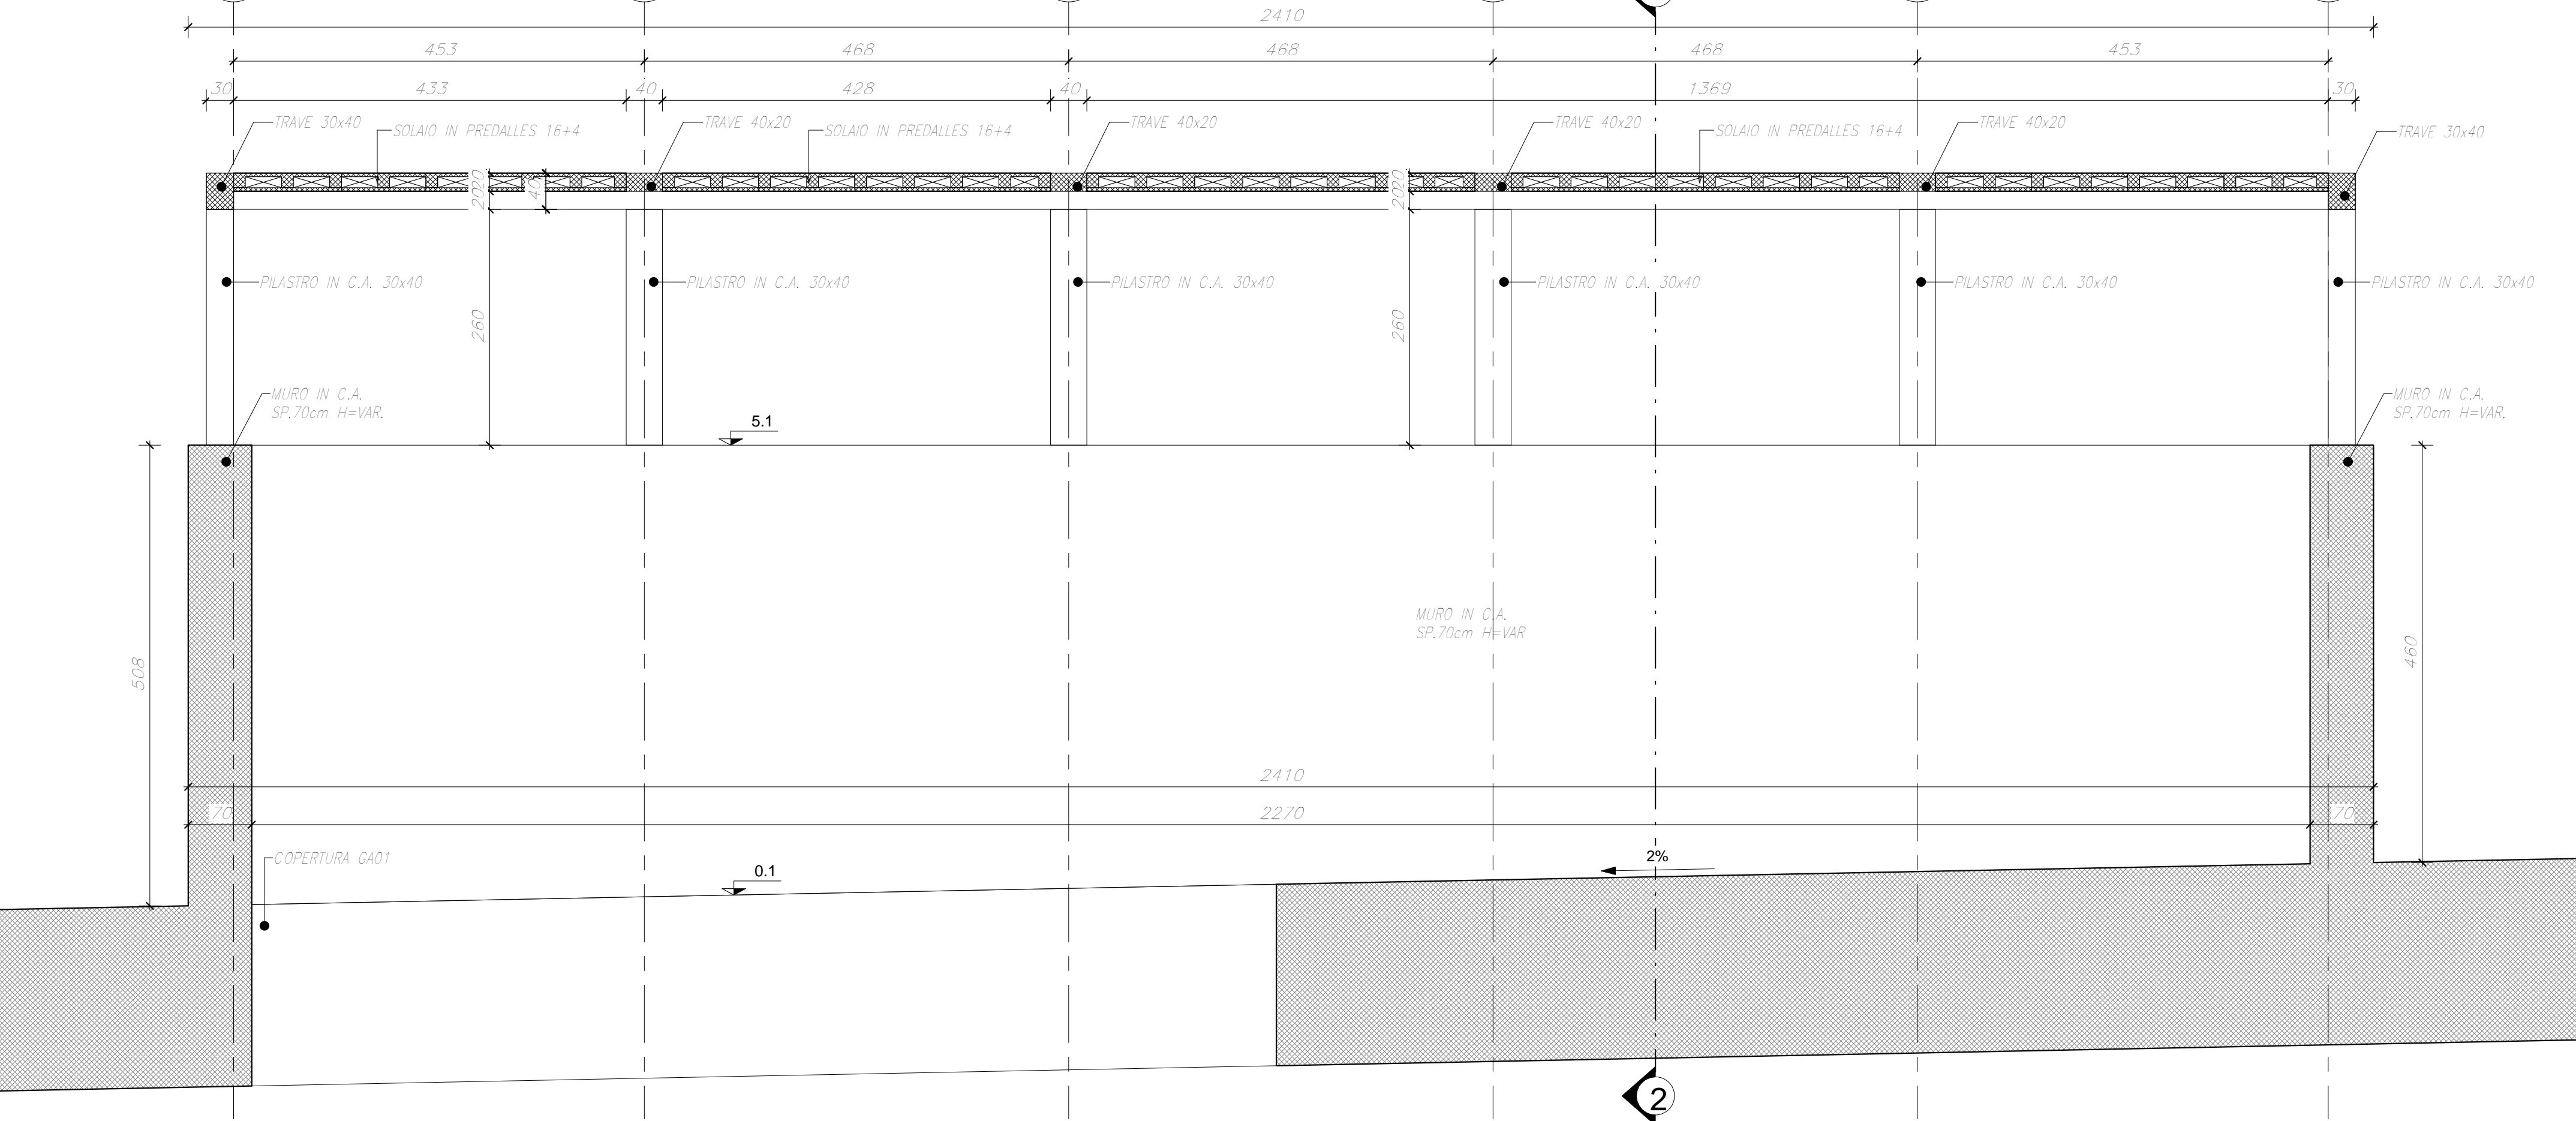 2410
453 468 468 468 453
30 433 40 428 40 1369 30
TRAVE 30x40 SOLAIO IN PREDALLES 16+4 TRAVE 40x20 SOLAIO IN PREDALLES 16+4 TRAVE 40x20 TRAVE 40x20 SOLAIO IN PREDALLES 16+4 TRAVE 40x20 TRAVE 30x40
20 20 40 20 20
PILASTRO IN C.A. 30x40 PILASTRO IN C.A. 30x40 PILASTRO IN C.A. 30x40 PILASTRO IN C.A. 30x40 PILASTRO IN C.A. 30x40 PILASTRO IN C.A. 30x40
260 260
MURO IN C.A. MURO IN C.A.
SP.70cm H=VAR. SP.70cm H=VAR.
5.1
MURO IN C.A.
SP.70cm H=VAR
508 460
2410
70 2270 70
COPERTURA GA01 2%
0.1
2